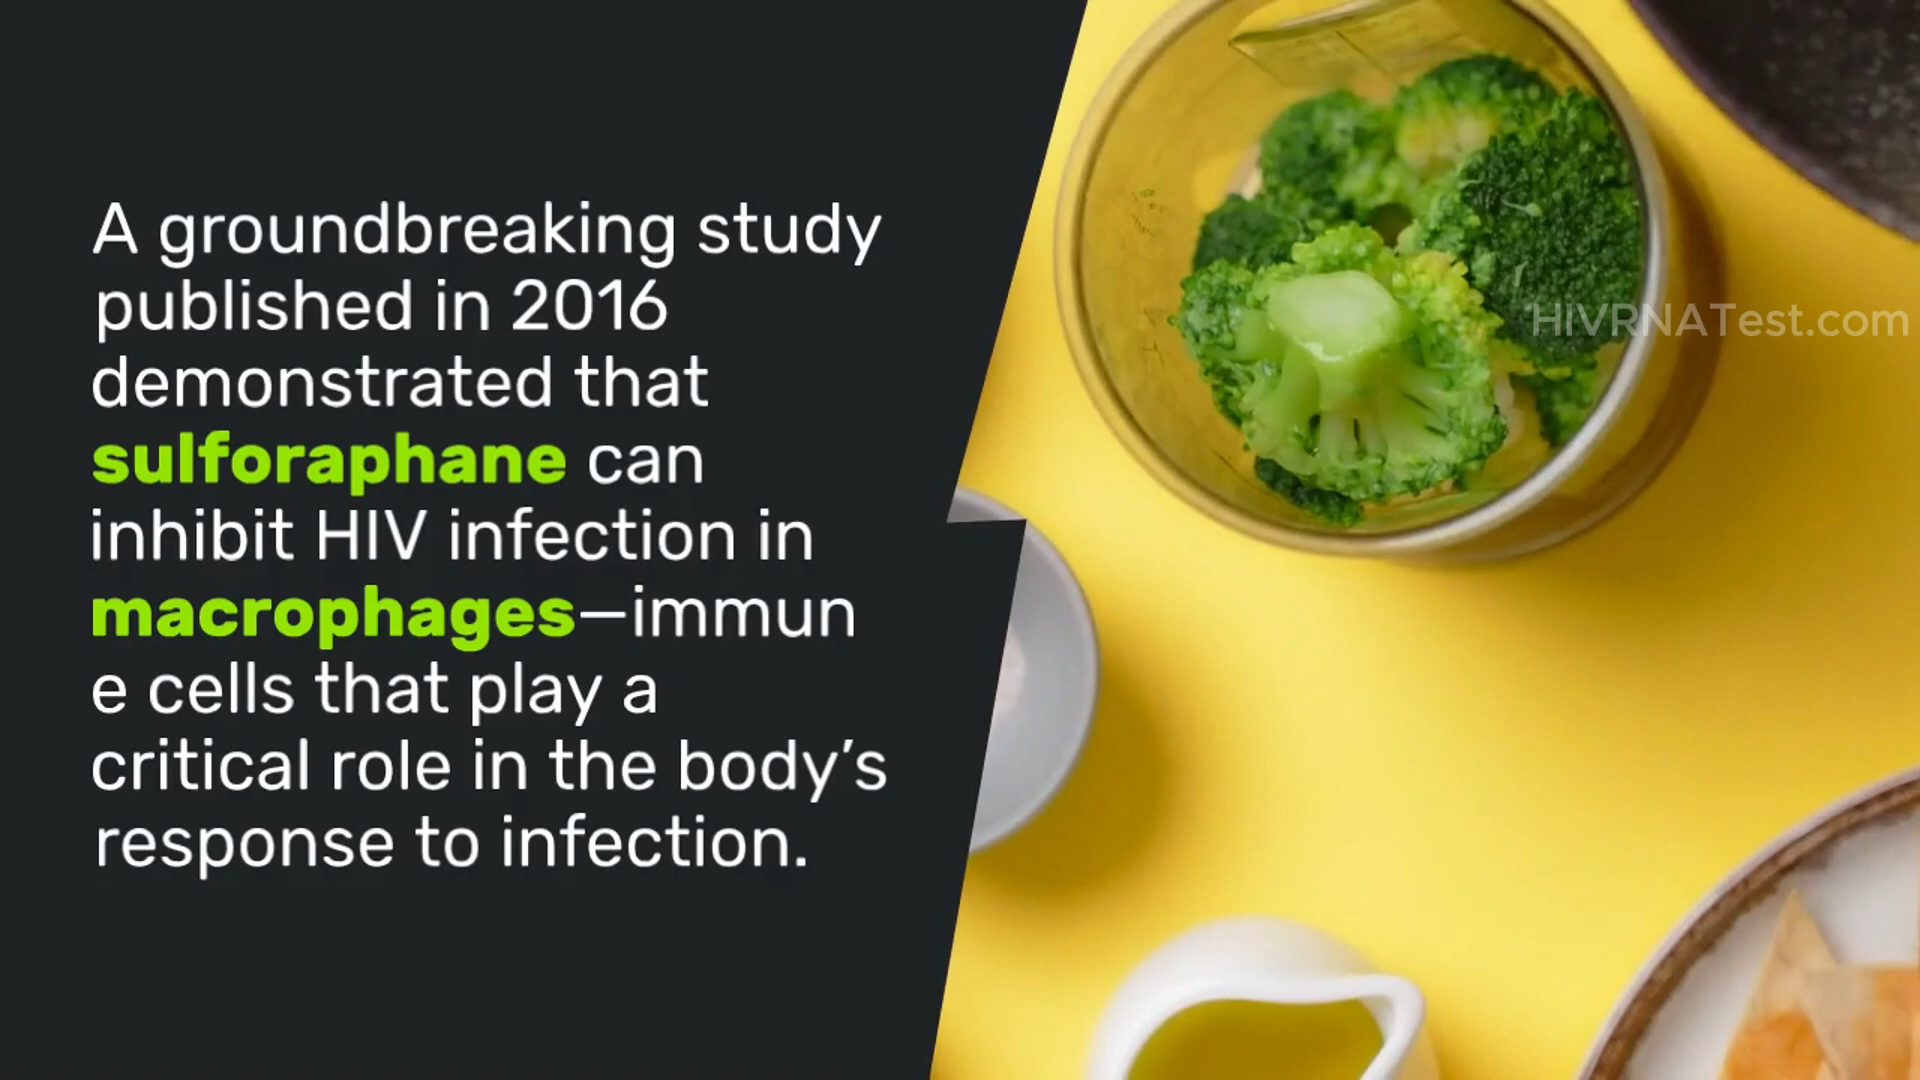 A groundbreaking study
published in 2016
demonstrated that
sulforaphane can
inhibit HIV infection in
macrophages—immun
e cells that play a
critical role in the body’s
response to infection.
HIVRNATest.com